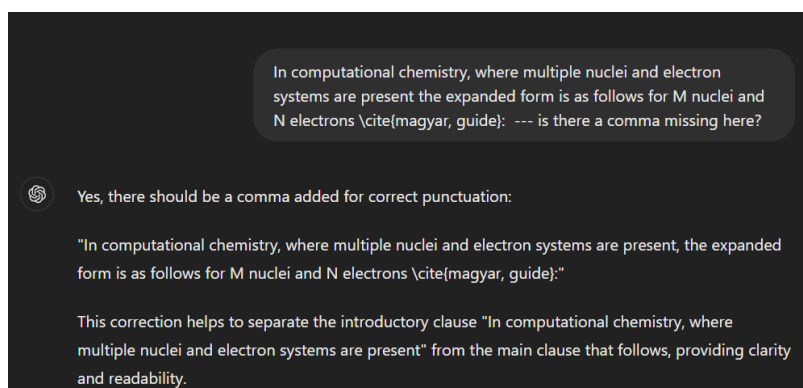 In computational chemistry, where multiple nuclei and electron
systems are present the expanded form is as follows for M nuclei and
N electrons \cite{magyar, guide}:  --- is there a comma missing here?
Yes, there should be a comma added for correct punctuation:
"In computational chemistry, where multiple nuclei and electron systems are present, the expanded
form is as follows for M nuclei and N electrons \cite{magyar, guide}:"
This correction helps to separate the introductory clause "In computational chemistry, where
multiple nuclei and electron systems are present" from the main clause that follows, providing clarity
and readability.